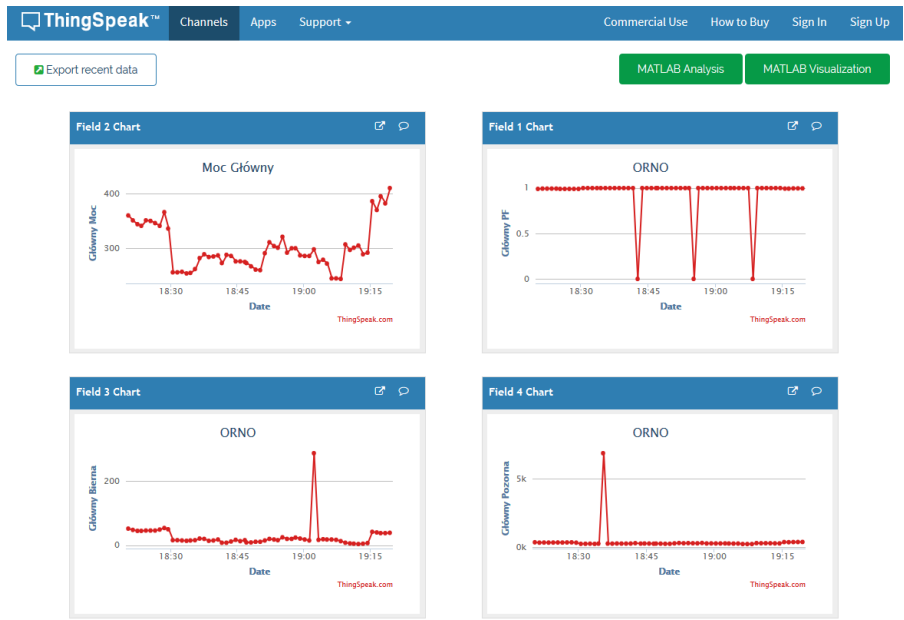 ThingSpeak™ Channels Apps Support Commercial Use How to Buy Sign In Sign Up
Export recent data MATLAB Analysis MATLAB Visualization
Field 2 Chart
Moc Główny
Główny Moc
400
300
18:30 18:45 19:00 19:15
Date
ThingSpeak.com
Field 1 Chart
ORNO
Główny PF
1
0.5
0
18:30 18:45 19:00 19:15
Date
ThingSpeak.com
Field 3 Chart
ORNO
Główny Bierna
200
0
18:30 18:45 19:00 19:15
Date
ThingSpeak.com
Field 4 Chart
ORNO
Główny Pozorna
5k
0k
18:30 18:45 19:00 19:15
Date
ThingSpeak.com